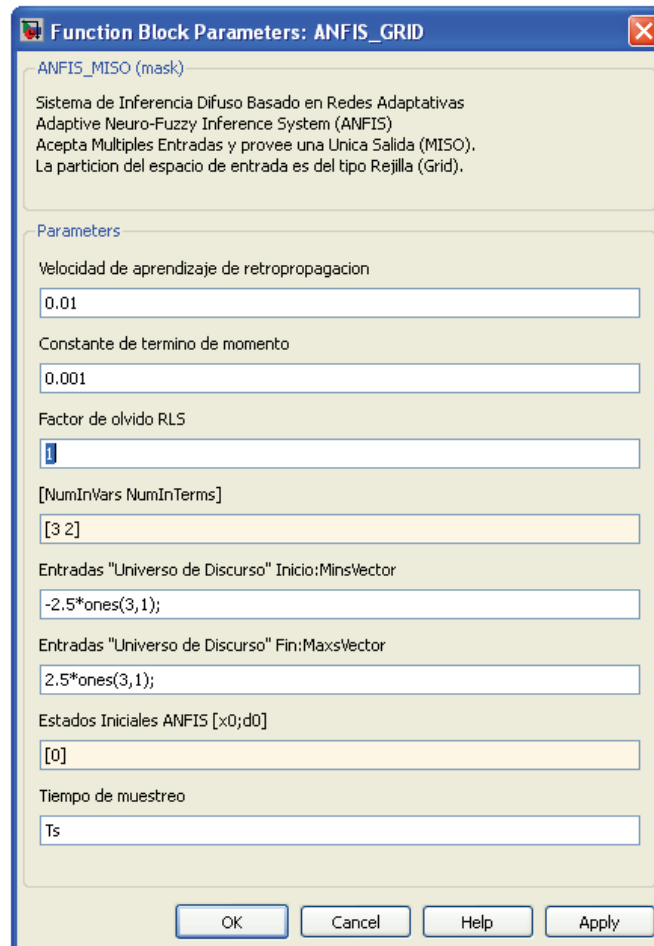 Function Block Parameters: ANFIS_GRID
ANFIS_MISO (mask)
Sistema de Inferencia Difuso Basado en Redes Adaptativas
Adaptive Neuro-Fuzzy Inference System (ANFIS)
Acepta Multiples Entradas y provee una Unica Salida (MISO).
La particion del espacio de entrada es del tipo Rejilla (Grid).
Parameters
Velocidad de aprendizaje de retropropagacion
0.01
Constante de termino de momento
0.001
Factor de olvido RLS
1
[NumInVars NumInTerms]
[3 2]
Entradas "Universo de Discurso" Inicio:MinsVector
-2.5*ones(3,1);
Entradas "Universo de Discurso" Fin:MaxsVector
2.5*ones(3,1);
Estados Iniciales ANFIS [x0;d0]
[0]
Tiempo de muestreo
Ts
OK Cancel Help Apply